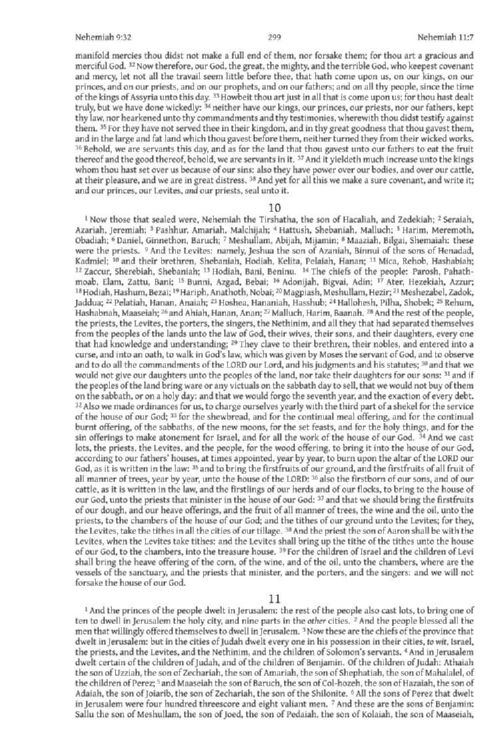 Nehemiah 9:32 299 Nehemiah 11:7
manifold mercies thou didst not make a full end of them, nor forsake them; for thou art a gracious and
merciful God. 32 Now therefore, our God, the great, the mighty, and the terrible God, who keepest covenant
and mercy, let not all the travail seem little before thee, that hath come upon us, on our kings, on our
princes, and on our priests, and on our prophets, and on our fathers; and on all thy people, since the time
of the kings of Assyria unto this day. 33 Howbeit thou art just in all that is come upon us; for thou hast dealt
truly, but we have done wickedly: 34 neither have our kings, our princes, our priests, nor our fathers, kept
thy law, nor hearkened unto thy commandments and thy testimonies, wherewith thou didst testify against
them. 35 For they have not served thee in their kingdom, and in thy great goodness that thou gavest them,
and in the large and fat land which thou gavest before them, neither turned they from their wicked works.
36 Behold, we are servants this day, and as for the land that thou gavest unto our fathers to eat the fruit
thereof and the good thereof, behold, we are servants in it. 37 And it yieldeth much increase unto the kings
whom thou hast set over us because of our sins: also they have power over our bodies, and over our cattle,
at their pleasure, and we are in great distress. 38 And yet for all this we make a sure covenant, and write it;
and our princes, our Levites, and our priests, seal unto it.
10
1 Now those that sealed were, Nehemiah the Tirshatha, the son of Hacaliah, and Zedekiah; 2 Seraiah,
Azariah, Jeremiah; 3 Pashhur, Amariah, Malchijah; 4 Hattush, Shebaniah, Malluch; 5 Harim, Meremoth,
Obadiah; 6 Daniel, Ginnethon, Baruch; 7 Meshullam, Abijah, Mijamin; 8 Maaziah, Bilgai, Shemaiah: these
were the priests. 9 And the Levites: namely, Jeshua the son of Azaniah, Binnui of the sons of Henadad,
Kadmiel; 10 and their brethren, Shebaniah, Hodiah, Kelita, Pelaiah, Hanan; 11 Mica, Rehob, Hashabiah;
12 Zaccur, Sherebiah, Shebaniah; 13 Hodiah, Bani, Beninu. 14 The chiefs of the people: Parosh, Pahath-
moab, Elam, Zattu, Bani; 15 Bunni, Azgad, Bebai; 16 Adonijah, Bigvai, Adin; 17 Ater, Hezekiah, Azzur;
18 Hodiah, Hashum, Bezai; 19 Hariph, Anathoth, Nobai; 20 Magpiash, Meshullam, Hezir; 21 Meshezabel, Zadok,
Jaddua; 22 Pelatiah, Hanan, Anaiah; 23 Hoshea, Hananiah, Hasshub; 24 Hallohesh, Pilha, Shobek; 25 Rehum,
Hashabnah, Maaseiah; 26 and Ahiah, Hanan, Anan; 27 Malluch, Harim, Baanah. 28 And the rest of the people,
the priests, the Levites, the porters, the singers, the Nethinim, and all they that had separated themselves
from the peoples of the lands unto the law of God, their wives, their sons, and their daughters, every one
that had knowledge and understanding; 29 They clave to their brethren, their nobles, and entered into a
curse, and into an oath, to walk in God's law, which was given by Moses the servant of God, and to observe
and to do all the commandments of the LORD our Lord, and his judgments and his statutes; 30 and that we
would not give our daughters unto the peoples of the land, nor take their daughters for our sons: 31 and if
the peoples of the land bring ware or any victuals on the sabbath day to sell, that we would not buy of them
on the sabbath, or on a holy day: and that we would forgo the seventh year, and the exaction of every debt.
32 Also we made ordinances for us, to charge ourselves yearly with the third part of a shekel for the service
of the house of our God; 33 for the shewbread, and for the continual meal offering, and for the continual
burnt offering, of the sabbaths, of the new moons, for the set feasts, and for the holy things, and for the
sin offerings to make atonement for Israel, and for all the work of the house of our God. 34 And we cast
lots, the priests, the Levites, and the people, for the wood offering, to bring it into the house of our God,
according to our fathers' houses, at times appointed, year by year, to burn upon the altar of the LORD our
God, as it is written in the law: 35 and to bring the firstfruits of our ground, and the firstfruits of all fruit of
all manner of trees, year by year, unto the house of the LORD: 36 also the firstborn of our sons, and of our
cattle, as it is written in the law, and the firstlings of our herds and of our flocks, to bring to the house of
our God, unto the priests that minister in the house of our God: 37 and that we should bring the firstfruits
of our dough, and our heave offerings, and the fruit of all manner of trees, the wine and the oil, unto the
priests, to the chambers of the house of our God; and the tithes of our ground unto the Levites; for they,
the Levites, take the tithes in all the cities of our tillage. 38 And the priest the son of Aaron shall be with the
Levites, when the Levites take tithes: and the Levites shall bring up the tithe of the tithes unto the house
of our God, to the chambers, into the treasure house. 39 For the children of Israel and the children of Levi
shall bring the heave offering of the corn, of the wine, and of the oil, unto the chambers, where are the
vessels of the sanctuary, and the priests that minister, and the porters, and the singers: and we will not
forsake the house of our God.
11
1 And the princes of the people dwelt in Jerusalem: the rest of the people also cast lots, to bring one of
ten to dwell in Jerusalem the holy city, and nine parts in the other cities. 2 And the people blessed all the
men that willingly offered themselves to dwell in Jerusalem. 3 Now these are the chiefs of the province that
dwelt in Jerusalem: but in the cities of Judah dwelt every one in his possession in their cities, to wit, Israel,
the priests, and the Levites, and the Nethinim, and the children of Solomon's servants. 4 And in Jerusalem
dwelt certain of the children of Judah, and of the children of Benjamin. Of the children of Judah: Athaiah
the son of Uzziah, the son of Zechariah, the son of Amariah, the son of Shephatiah, the son of Mahalalel, of
the children of Perez; 5 and Maaseiah the son of Baruch, the son of Col-hozeh, the son of Hazaiah, the son of
Adaiah, the son of Joiarib, the son of Zechariah, the son of the Shilonite. 6 All the sons of Perez that dwelt
in Jerusalem were four hundred threescore and eight valiant men. 7 And these are the sons of Benjamin:
Sallu the son of Meshullam, the son of Joed, the son of Pedaiah, the son of Kolaiah, the son of Maaseiah,